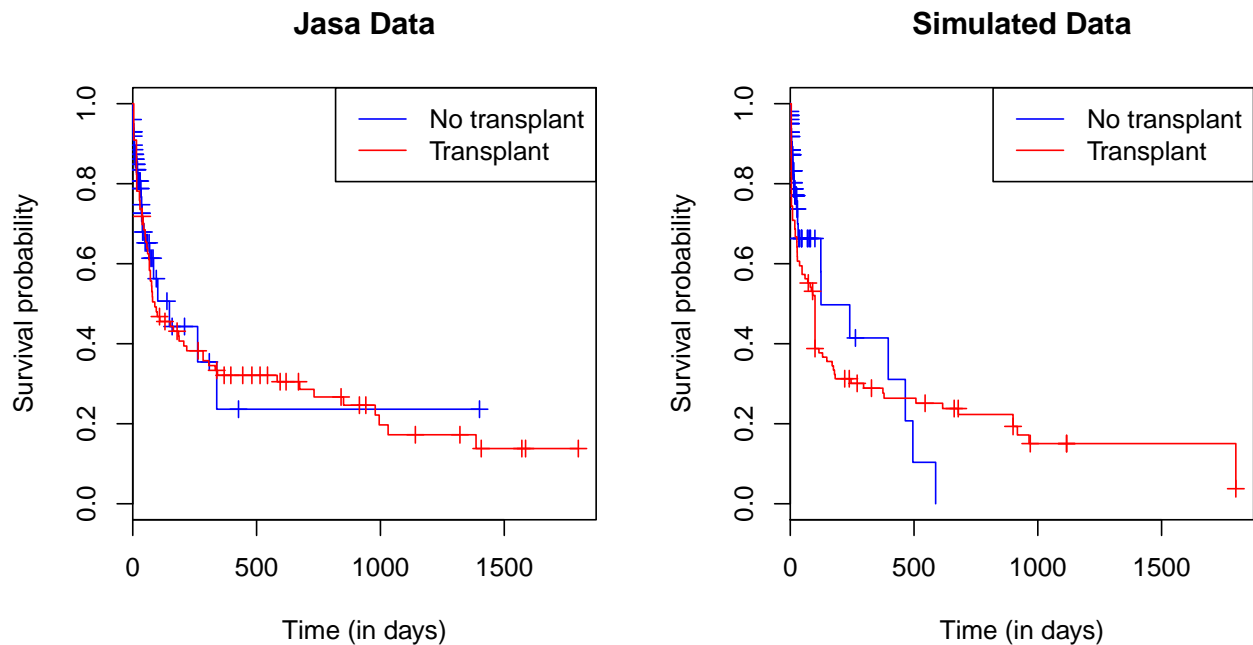 Jasa Data
Survival probability
1.0
0.8
0.6
0.4
0.2
0.0
No transplant
Transplant
0 500 1000 1500
Time (in days)
Simulated Data
Survival probability
1.0
0.8
0.6
0.4
0.2
0.0
No transplant
Transplant
0 500 1000 1500
Time (in days)